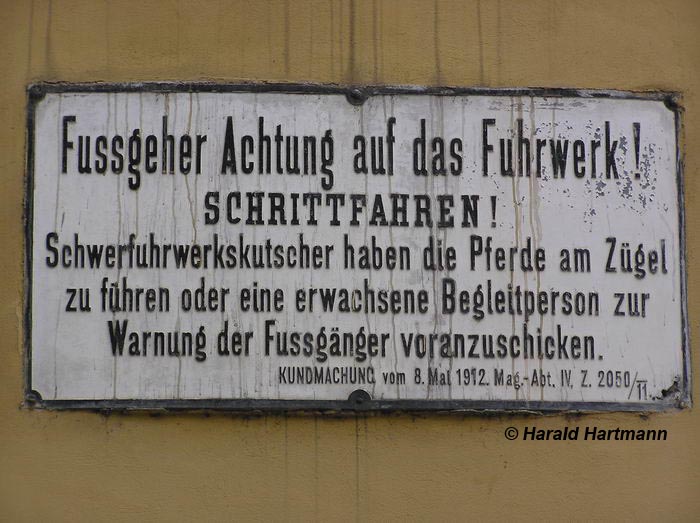 Fussgeher Achtung auf das Fuhrwerk!
SCHRITTFAHREN!
Schwerfuhrwerkskutscher haben die Pferde am Zügel
zu führen oder eine erwachsene Begleitperson zur
Warnung der Fussgänger voranzuschicken.
KUNDMACHUNG vom 8. Mai 1912. Mag.-Abt. IV. Z. 2050/11.
© Harald Hartmann